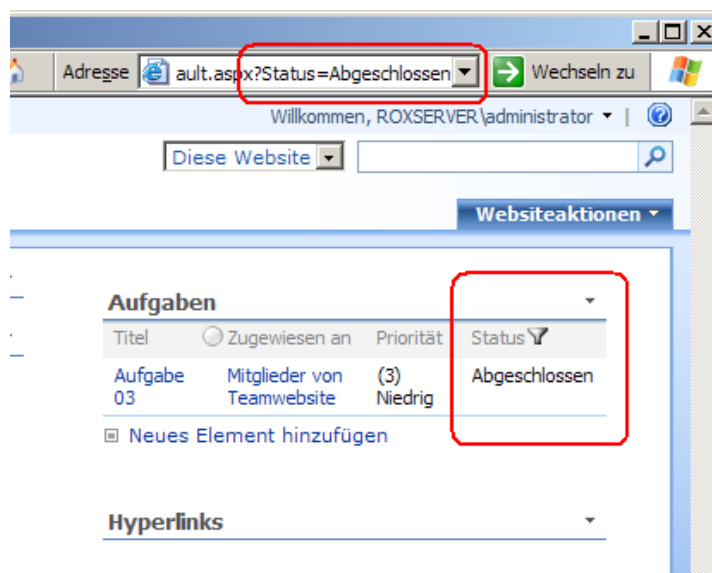 Adresse ault.aspx?Status=Abgeschlossen Wechseln zu
Willkommen, ROXSERVER\administrator
Diese Website
Websiteaktionen
Aufgaben
Titel Zugewiesen an Priorität Status
Aufgabe Mitglieder von (3) Abgeschlossen
03 Teamwebsite Niedrig
Neues Element hinzufügen
Hyperlinks